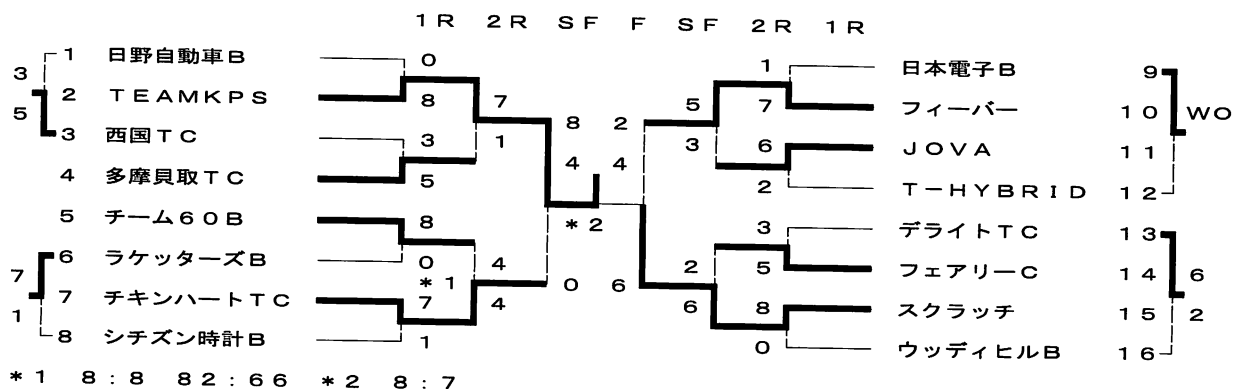 1R 2R SF F SF 2R 1R
1 日野自動車B 0 1 日本電子B 9
3 2 TEAMKPS 8 7 5 7 フィーバー 10 WO
5 3 西国TC 3 1 8 2 3 6 JOVA 11
4 多摩貝取TC 5 4 4 2 T-HYBRID 12
5 チーム60B 8 *2 3 デライトTC 13
6 ラケッターズB 0 4 2 5 フェアリーC 14 6
7 *1 0 6
7 チキンハートTC 7 4 6 8 スクラッチ 15 2
1 8 シチズン時計B 1 0 ウッディヒルB 16
*1 8:8 82:66 *2 8:7